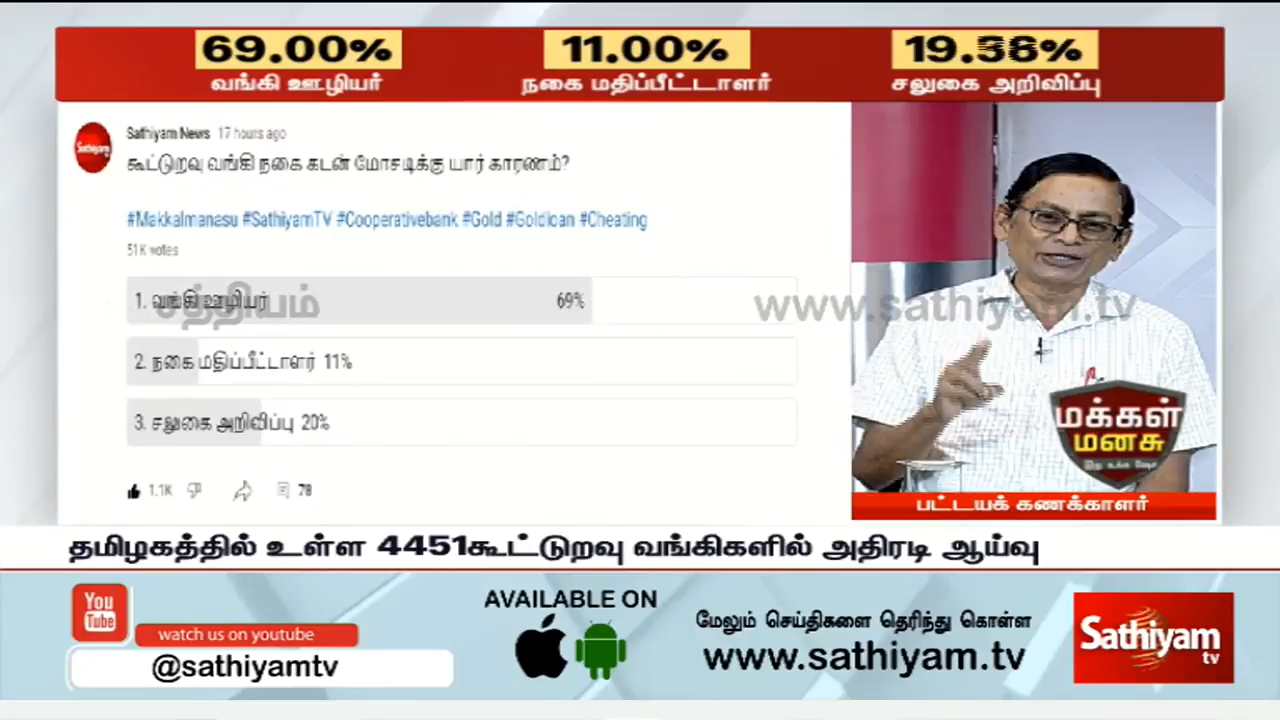 69.00% 11.00% 19.38%
வங்கி ஊழியர் நகை மதிப்பீட்டாளர் சலுகை அறிவிப்பு
Sathiyam News 17 hours ago
Sathiyam
கூட்டுறவு வங்கி நகை கடன் மோசடிக்கு யார் காரணம்?
#Makkalmanasu #SathiyamTV #Cooperativebank #Gold #Goldloan #Cheating
51K votes
1. வங்கி ஊழியர் 69%
சத்தியம்
www.sathiyam.tv
2. நகை மதிப்பீட்டாளர் 11%
3. சலுகை அறிவிப்பு 20%
மக்கள்
மனசு
1.1K 78
பட்டயக் கணக்காளர்
தமிழகத்தில் உள்ள 4451கூட்டுறவு வங்கிகளில் அதிரடி ஆய்வு
You
Tube
watch us on youtube
@sathiyamtv
AVAILABLE ON
மேலும் செய்திகளை தெரிந்து கொள்ள
www.sathiyam.tv
Sathiyam
tv